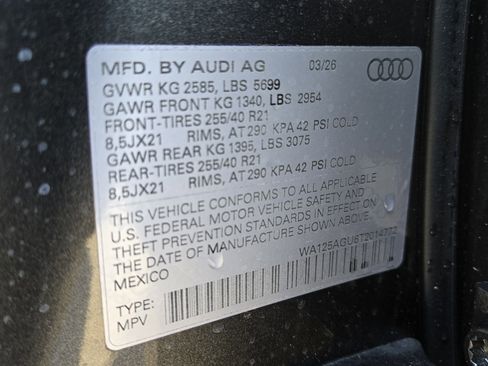 MFD. BY AUDI AG 03/26
GVWR KG 2585, LBS 5699
GAWR FRONT KG 1340, LBS 2954
FRONT-TIRES 255/40 R21
8,5JX21 RIMS, AT 290 KPA 42 PSI COLD
GAWR REAR KG 1395, LBS 3075
REAR-TIRES 255/40 R21
8,5JX21 RIMS, AT 290 KPA 42 PSI COLD
THIS VEHICLE CONFORMS TO ALL APPLICABLE
U.S. FEDERAL MOTOR VEHICLE SAFETY AND
THEFT PREVENTION STANDARDS IN EFFECT ON
THE DATE OF MANUFACTURE SHOWN ABOVE.
MEXICO WA125AGU6T2014772
TYPE:
MPV